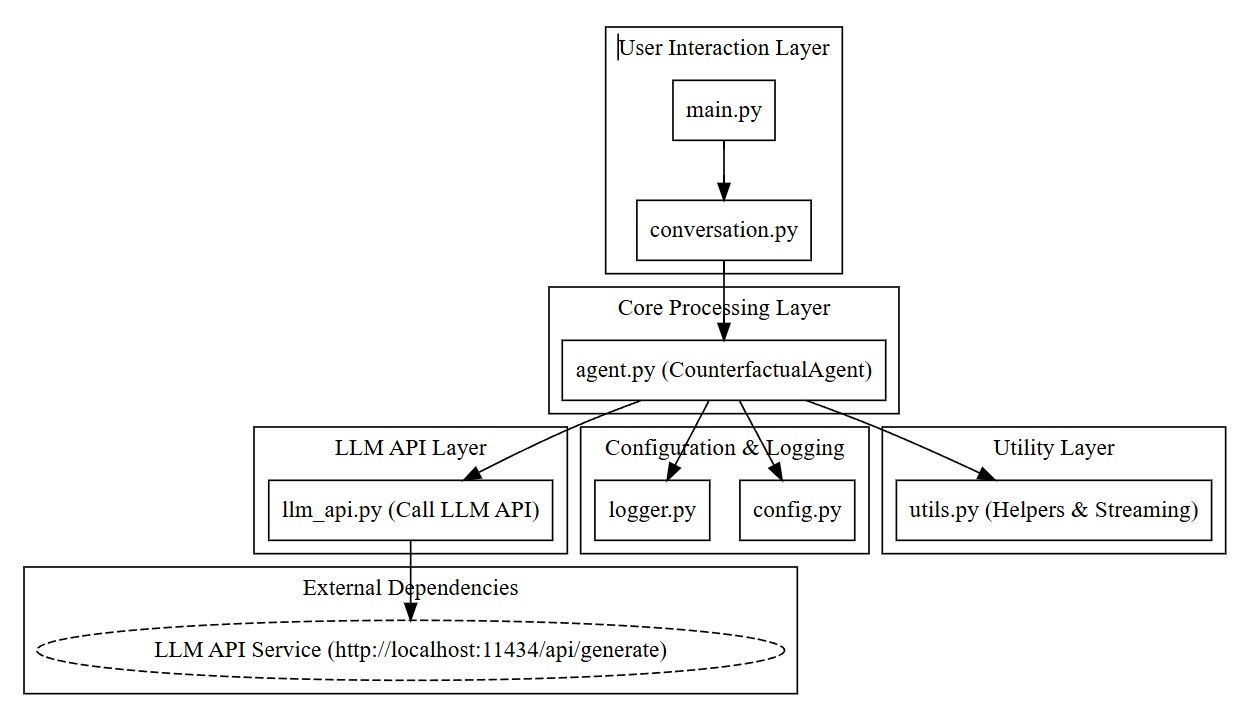 User Interaction Layer
main.py
conversation.py
Core Processing Layer
agent.py (CounterfactualAgent)
LLM API Layer
Configuration & Logging
Utility Layer
llm_api.py (Call LLM API)
logger.py
config.py
utils.py (Helpers & Streaming)
External Dependencies
LLM API Service (http://localhost:11434/api/generate)